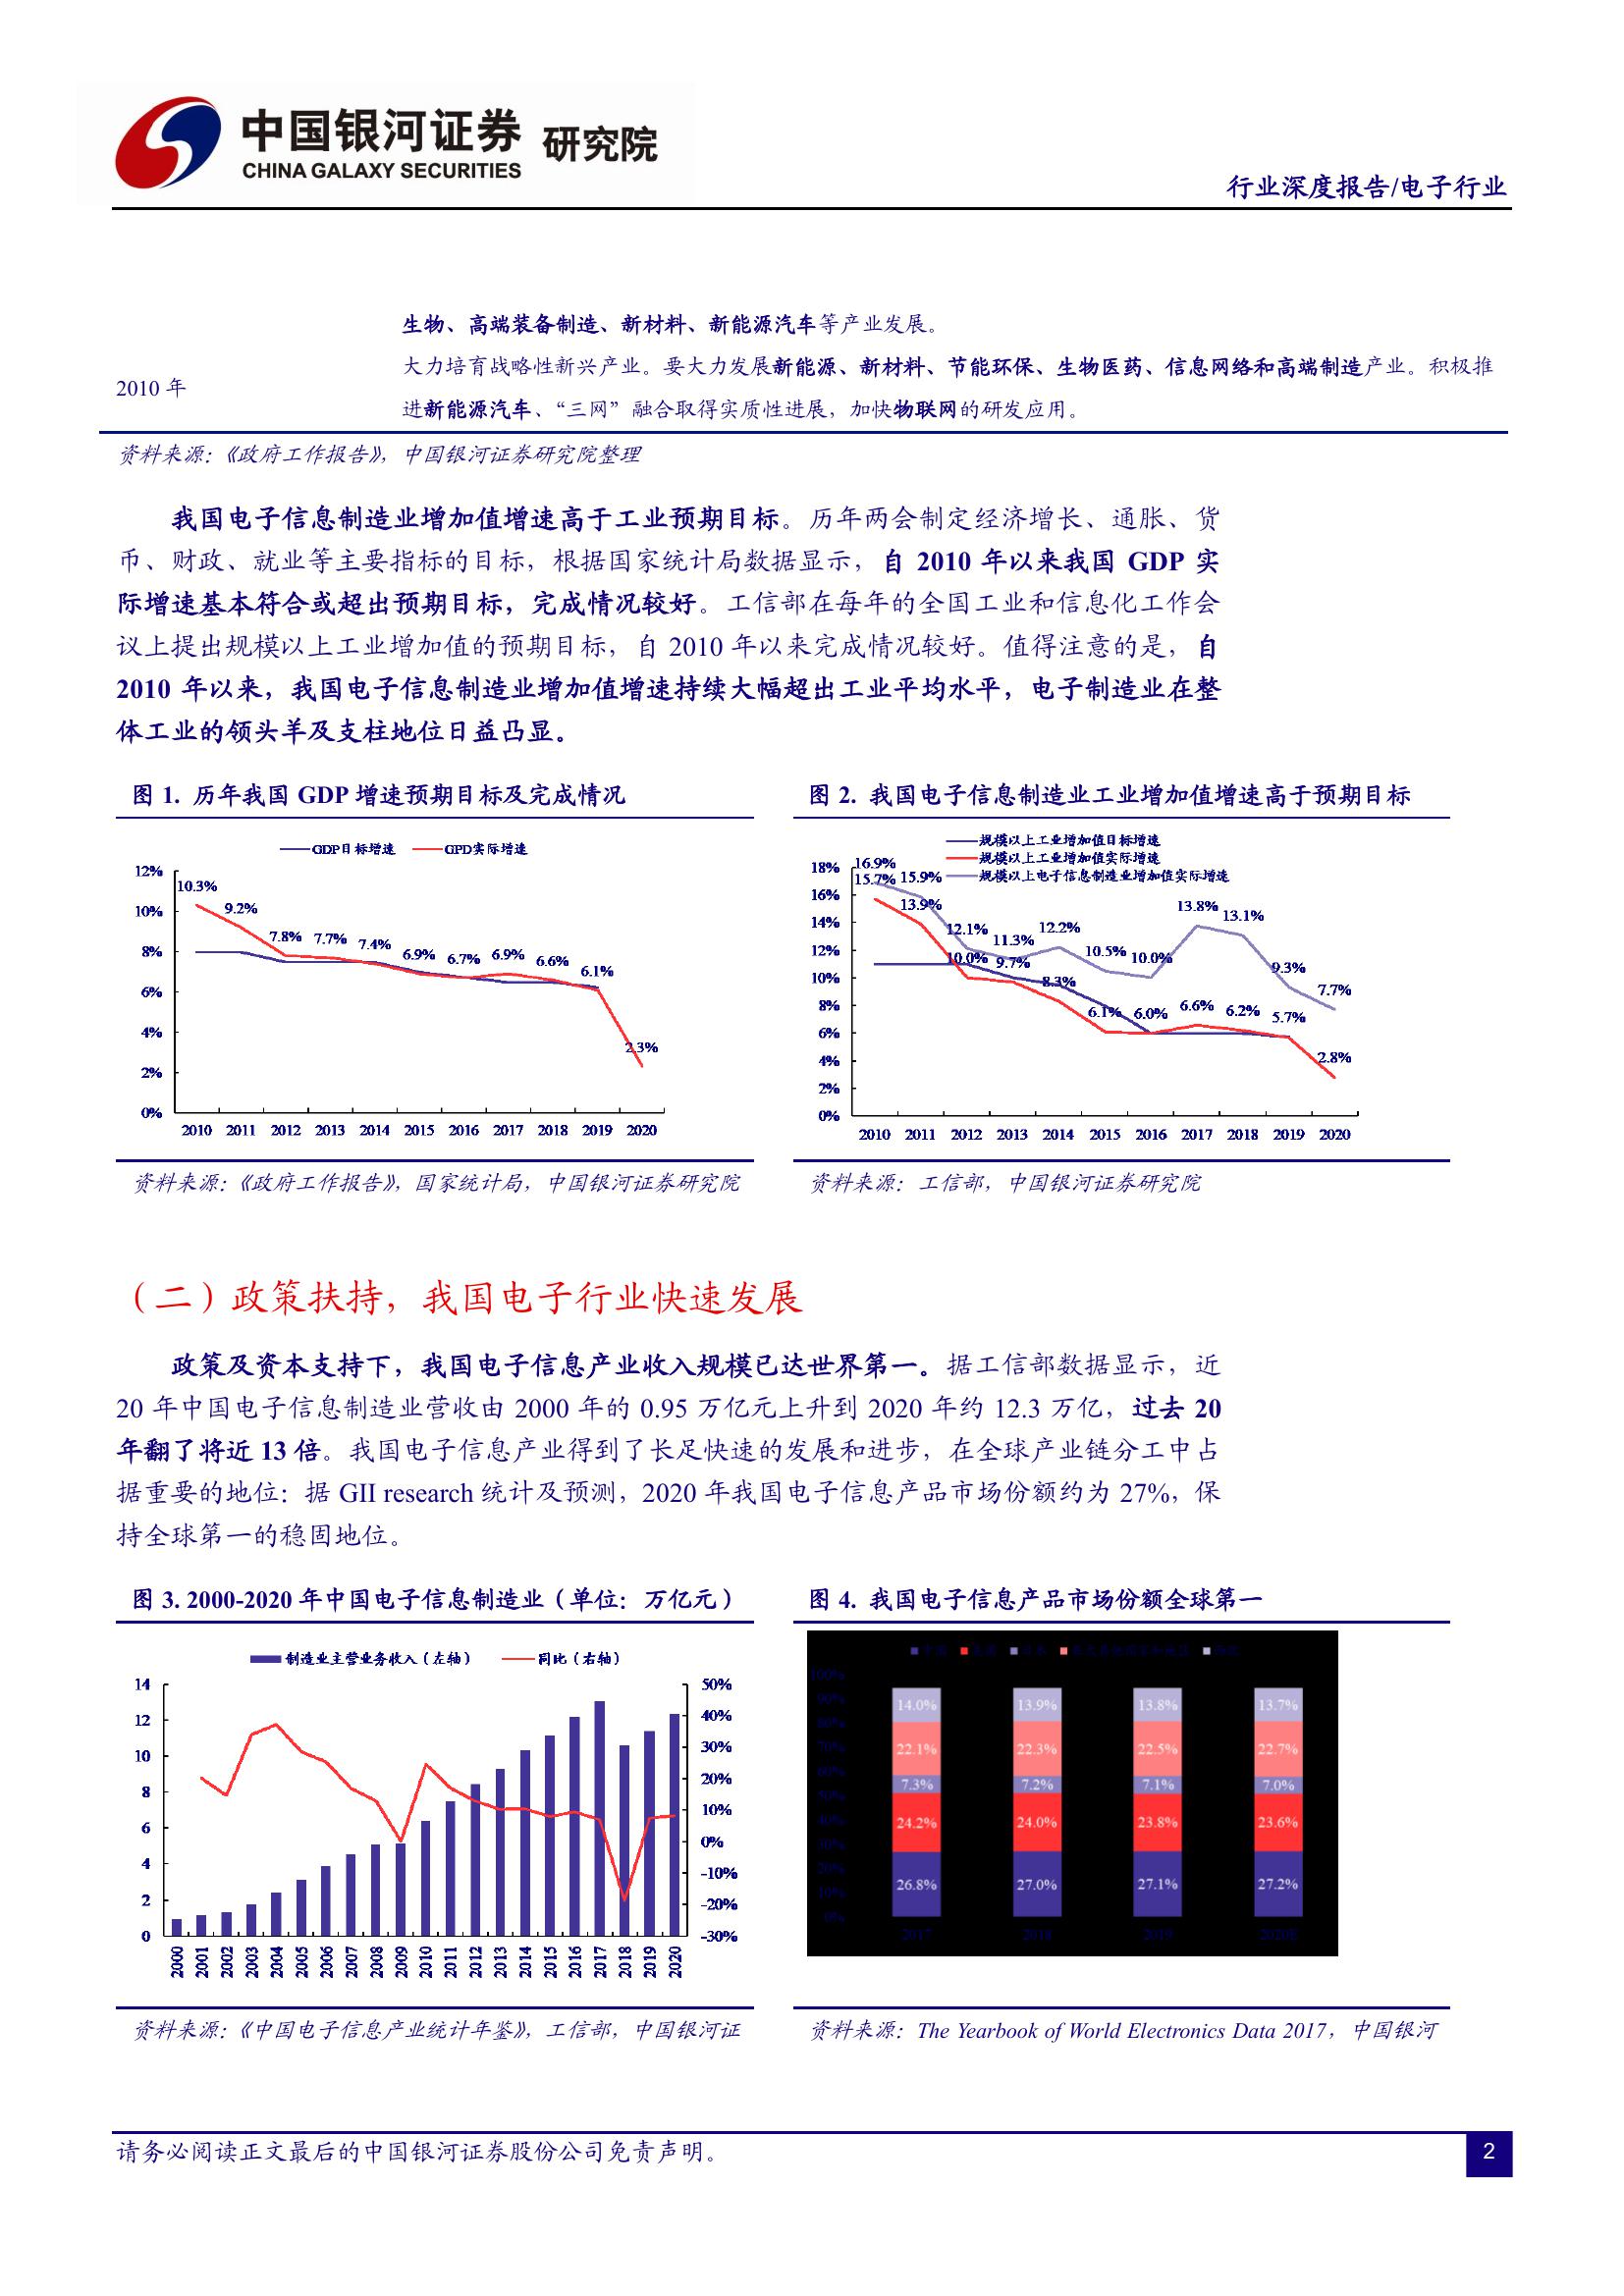 中国银河证券 研究院
CHINA GALAXY SECURITIES
行业深度报告/电子行业
生物、高端装备制造、新材料、新能源汽车等产业发展。
2010 年
大力培育战略性新兴产业。要大力发展新能源、新材料、节能环保、生物医药、信息网络和高端制造产业。积极推
进新能源汽车、“三网”融合取得实质性进展，加快物联网的研发应用。
资料来源：《政府工作报告》，中国银河证券研究院整理
我国电子信息制造业增加值增速高于工业预期目标。历年两会制定经济增长、通胀、货
币、财政、就业等主要指标的目标，根据国家统计局数据显示，自 2010 年以来我国 GDP 实
际增速基本符合或超出预期目标，完成情况较好。工信部在每年的全国工业和信息化工作会
议上提出规模以上工业增加值的预期目标，自 2010 年以来完成情况较好。值得注意的是，自
2010 年以来，我国电子信息制造业增加值增速持续大幅超出工业平均水平，电子制造业在整
体工业的领头羊及支柱地位日益凸显。
图 1. 历年我国 GDP 增速预期目标及完成情况
GDP目标增速 GPD实际增速
12%
10%
8%
6%
4%
2%
0%
10.3% 9.2% 7.8% 7.7% 7.4% 6.9% 6.7% 6.9% 6.6% 6.1% 2.3%
2010 2011 2012 2013 2014 2015 2016 2017 2018 2019 2020
资料来源：《政府工作报告》，国家统计局，中国银河证券研究院
图 2. 我国电子信息制造业工业增加值增速高于预期目标
规模以上工业增加值目标增速
规模以上工业增加值实际增速
规模以上电子信息制造业增加值实际增速
18%
16%
14%
12%
10%
8%
6%
4%
2%
0%
16.9% 15.9% 12.1% 11.3% 12.2% 10.5% 10.0% 13.8% 13.1% 9.3% 7.7%
15.7% 13.9% 10.0% 9.7% 8.3% 6.1% 6.0% 6.6% 6.2% 5.7% 2.8%
2010 2011 2012 2013 2014 2015 2016 2017 2018 2019 2020
资料来源：工信部，中国银河证券研究院
（二）政策扶持，我国电子行业快速发展
政策及资本支持下，我国电子信息产业收入规模已达世界第一。据工信部数据显示，近
20 年中国电子信息制造业营收由 2000 年的 0.95 万亿元上升到 2020 年约 12.3 万亿，过去 20
年翻了将近 13 倍。我国电子信息产业得到了长足快速的发展和进步，在全球产业链分工中占
据重要的地位：据 GII research 统计及预测，2020 年我国电子信息产品市场份额约为 27%，保
持全球第一的稳固地位。
图 3. 2000-2020 年中国电子信息制造业（单位：万亿元）
制造业主营业务收入（左轴） 同比（右轴）
14
12
10
8
6
4
2
0
50%
40%
30%
20%
10%
0%
-10%
-20%
-30%
2000 2001 2002 2003 2004 2005 2006 2007 2008 2009 2010 2011 2012 2013 2014 2015 2016 2017 2018 2019 2020
资料来源：《中国电子信息产业统计年鉴》，工信部，中国银河证
图 4. 我国电子信息产品市场份额全球第一
100%
90%
80%
70%
60%
50%
40%
30%
20%
10%
0%
14.0% 13.9% 13.8% 13.7%
22.1% 22.3% 22.5% 22.7%
7.3% 7.2% 7.1% 7.0%
24.2% 24.0% 23.8% 23.6%
26.8% 27.0% 27.1% 27.2%
2017 2018 2019 2020E
资料来源：The Yearbook of World Electronics Data 2017，中国银河
请务必阅读正文最后的中国银河证券股份公司免责声明。
2